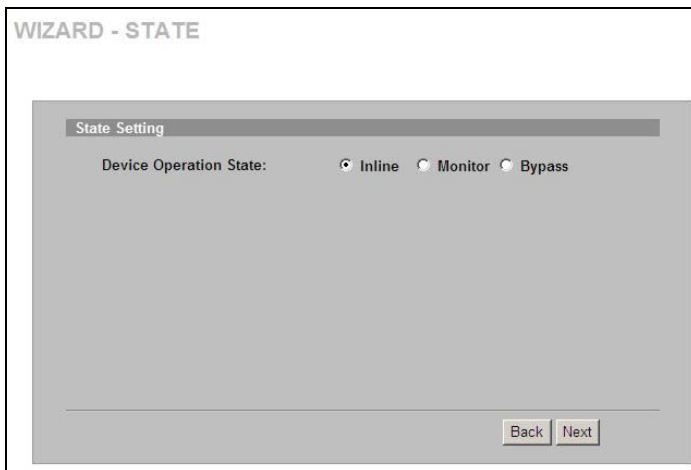 WIZARD - STATE
State Setting
Device Operation State: Inline Monitor Bypass
Back Next